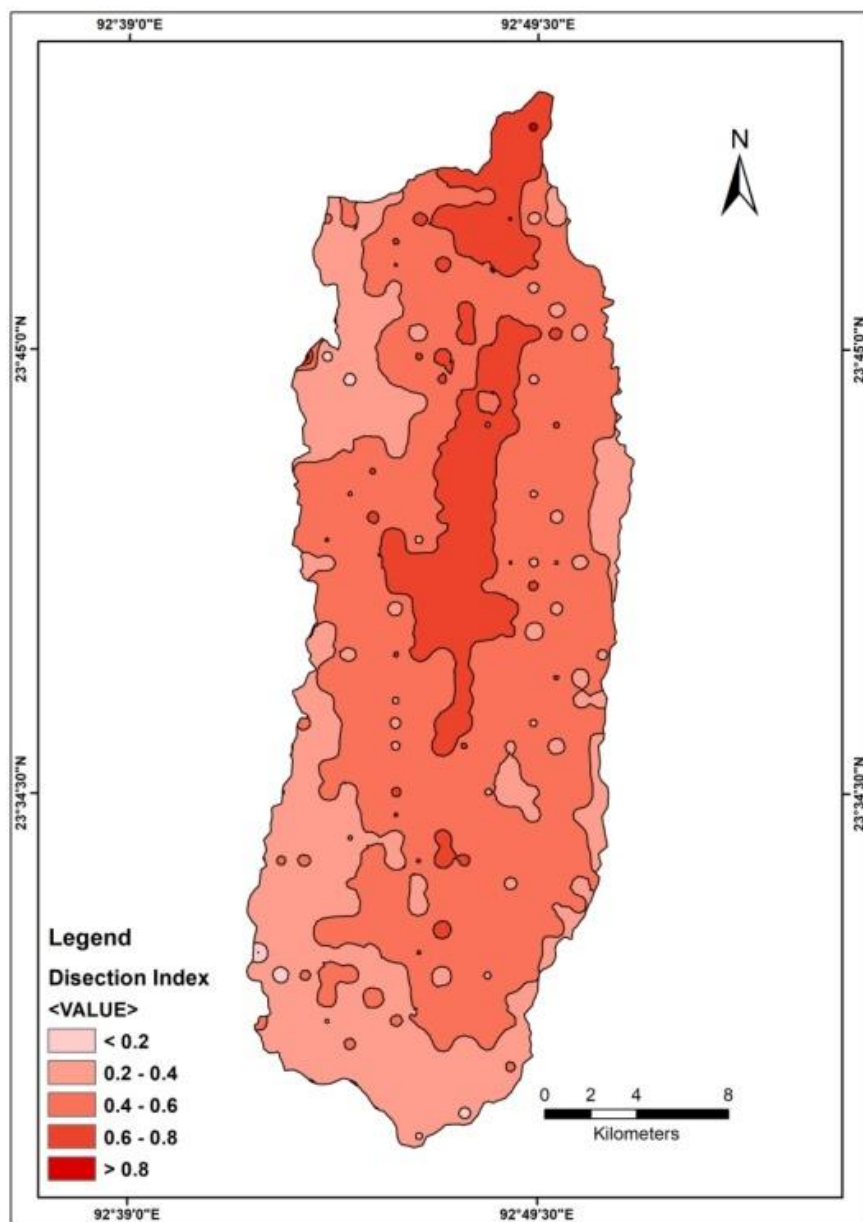 92°39'0"E 92°49'30"E
N
23°45'0"N 23°45'0"N
23°34'30"N 23°34'30"N
Legend
Disection Index
<VALUE>
< 0.2
0.2 - 0.4
0.4 - 0.6
0.6 - 0.8
> 0.8
0 2 4 8
Kilometers
92°39'0"E 92°49'30"E